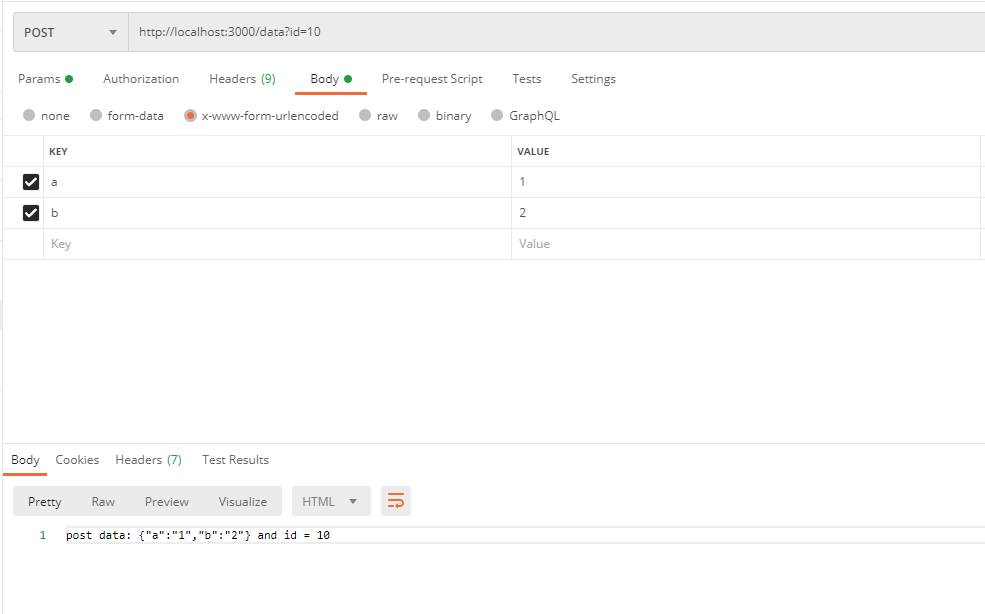 POST http://localhost:3000/data?id=10
Params Authorization Headers (9) Body Pre-request Script Tests Settings
none form-data x-www-form-urlencoded raw binary GraphQL
KEY VALUE
a 1
b 2
Key Value
Body Cookies Headers (7) Test Results
Pretty Raw Preview Visualize HTML
1 post data: {"a":"1","b":"2"} and id = 10